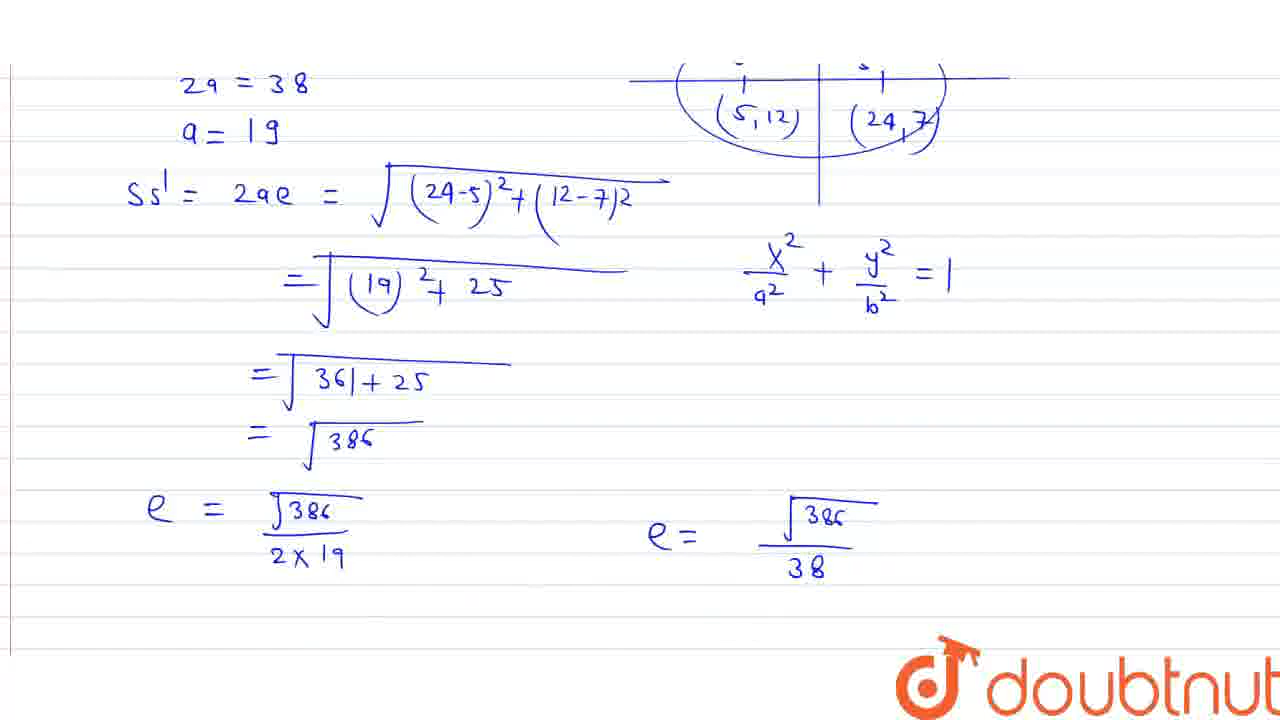 2a = 38
(5,12) (24,7)
a = 19
SS' = 2ae = √(24-5)² + (12-7)2
= √(19)² + 25
x²/a² + y²/b² = 1
= √361 + 25
= √386
e = √386/2×19
e = √386/38
doubtnut